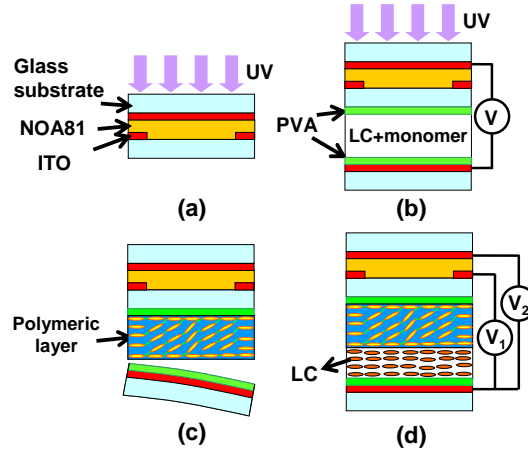 UV
UV
Glass
substrate
NOA81
ITO
PVA
LC+monomer
V
(a)
(b)
Polymeric
layer
LC
V1
V2
(c)
(d)